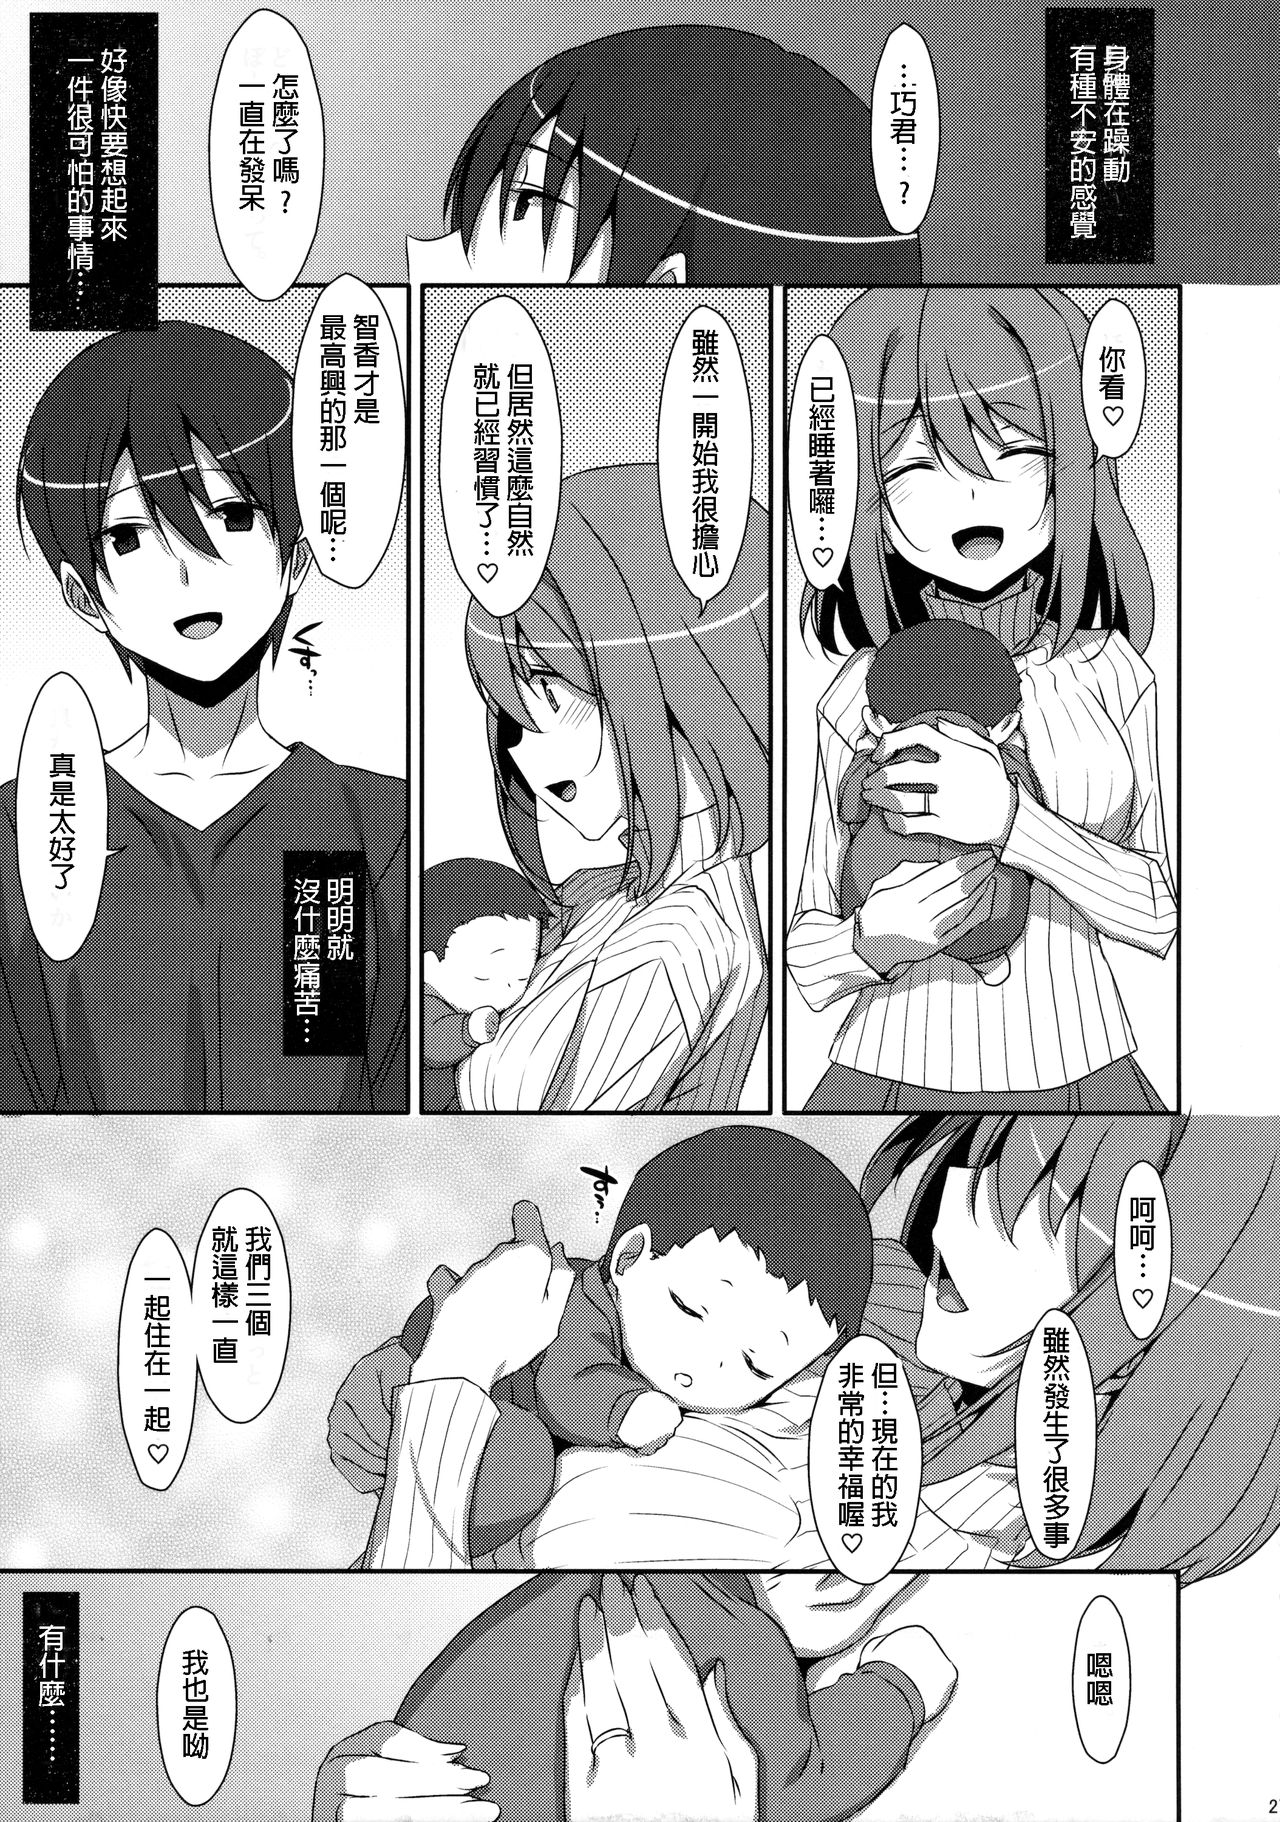 身體在躁動
有種不安的感覺
…巧君…?
怎麼了嗎?
一直在發呆
好像快要想起來
一件很可怕的事情…
你看♡
已經睡著囉…♡
雖然一開始我很擔心
但居然這麼自然
就已經習慣了…♡
智香才是
最高興的那一個呢…
くすっ…
真是太好了
明明就
沒什麼痛苦…
呵呵…♡
雖然發生了很多事
但…現在的我
非常的幸福喔♡
すぅ…
我們三個
就這樣一直
一起住在一起♡
嗯嗯
我也是呦
有什麼……